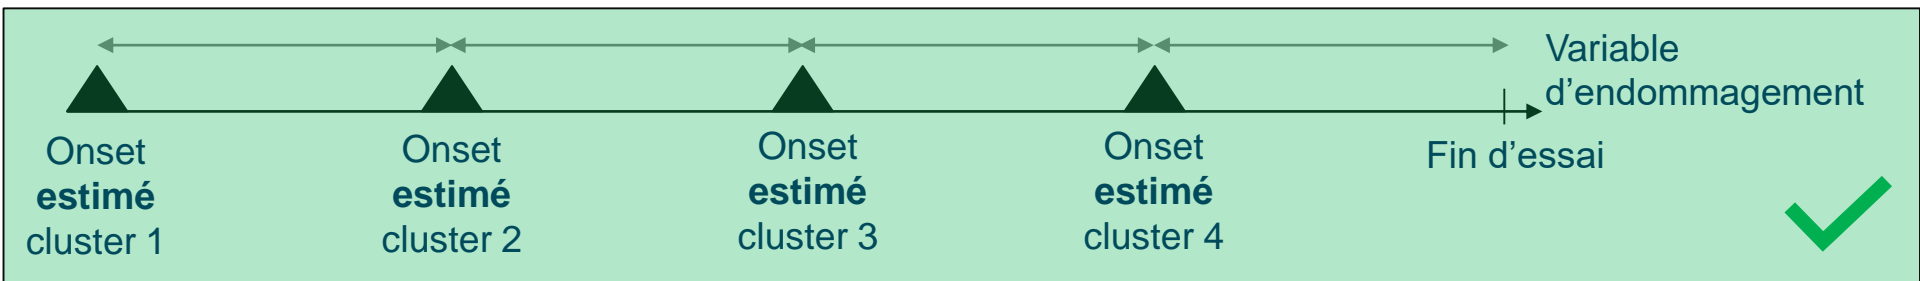 Variable
d’endommagement
Onset
estimé
cluster 1
Onset
estimé
cluster 2
Onset
estimé
cluster 3
Onset
estimé
cluster 4
Fin d’essai